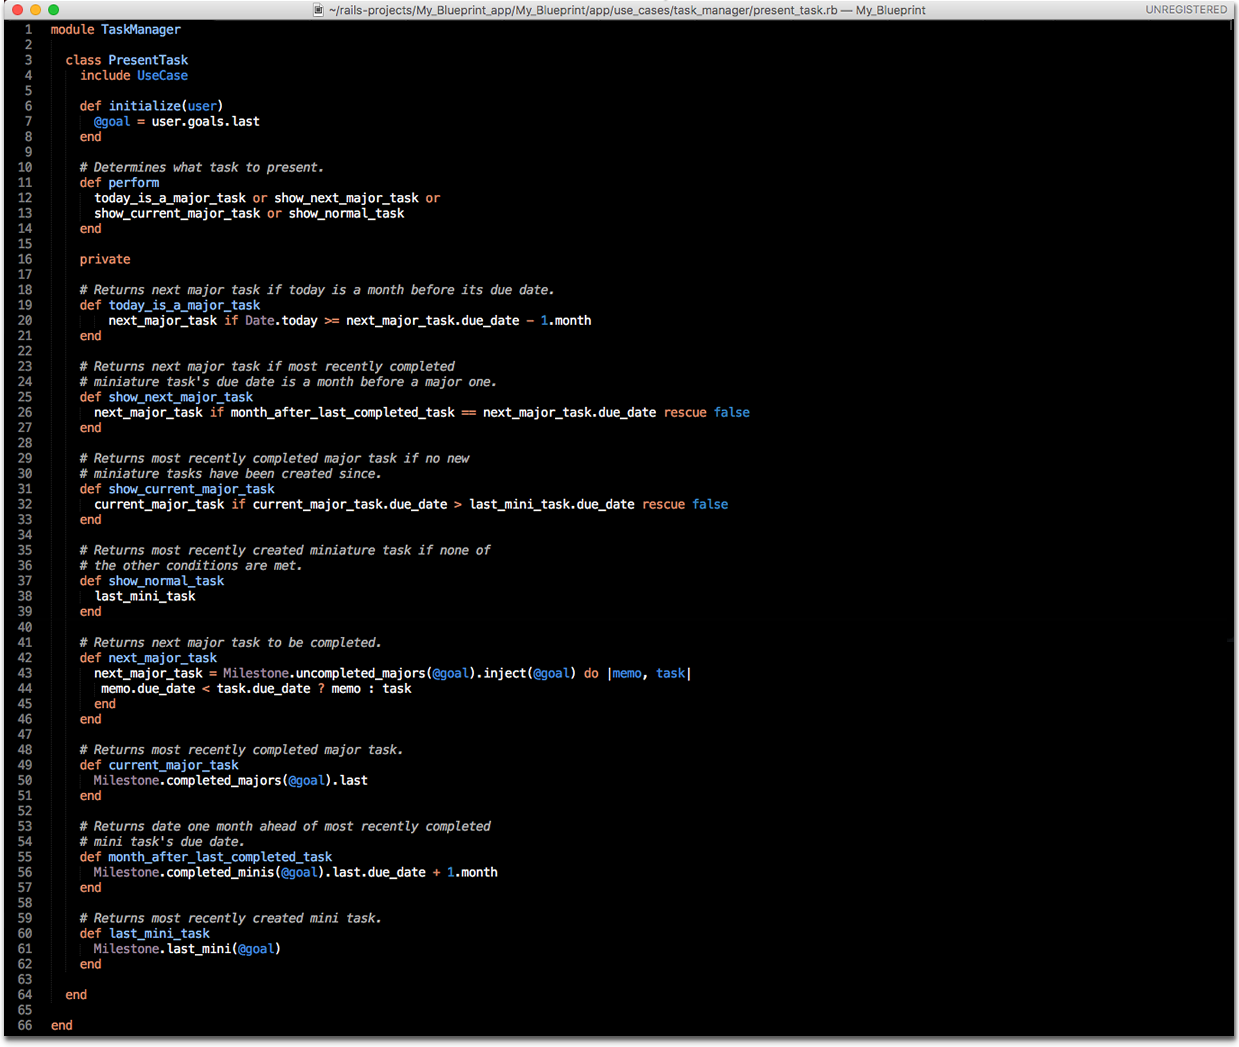 ~/rails-projects/My_Blueprint_app/My_Blueprint/app/use_cases/task_manager/present_task.rb — My_Blueprint
UNREGISTERED
1 module TaskManager
2
3   class PresentTask
4     include UseCase
5
6     def initialize(user)
7       @goal = user.goals.last
8     end
9
10     # Determines what task to present.
11     def perform
12       today_is_a_major_task or show_next_major_task or
13       show_current_major_task or show_normal_task
14     end
15
16     private
17
18     # Returns next major task if today is a month before its due date.
19     def today_is_a_major_task
20         next_major_task if Date.today >= next_major_task.due_date - 1.month
21     end
22
23     # Returns next major task if most recently completed
24     # miniature task's due date is a month before a major one.
25     def show_next_major_task
26       next_major_task if month_after_last_completed_task == next_major_task.due_date rescue false
27     end
28
29     # Returns most recently completed major task if no new
30     # miniature tasks have been created since.
31     def show_current_major_task
32       current_major_task if current_major_task.due_date > last_mini_task.due_date rescue false
33     end
34
35     # Returns most recently created miniature task if none of
36     # the other conditions are met.
37     def show_normal_task
38       last_mini_task
39     end
40
41     # Returns next major task to be completed.
42     def next_major_task
43       next_major_task = Milestone.uncompleted_majors(@goal).inject(@goal) do |memo, task|
44        memo.due_date < task.due_date ? memo : task
45       end
46     end
47
48     # Returns most recently completed major task.
49     def current_major_task
50       Milestone.completed_majors(@goal).last
51     end
52
53     # Returns date one month ahead of most recently completed
54     # mini task's due date.
55     def month_after_last_completed_task
56       Milestone.completed_minis(@goal).last.due_date + 1.month
57     end
58
59     # Returns most recently created mini task.
60     def last_mini_task
61       Milestone.last_mini(@goal)
62     end
63
64   end
65
66 end